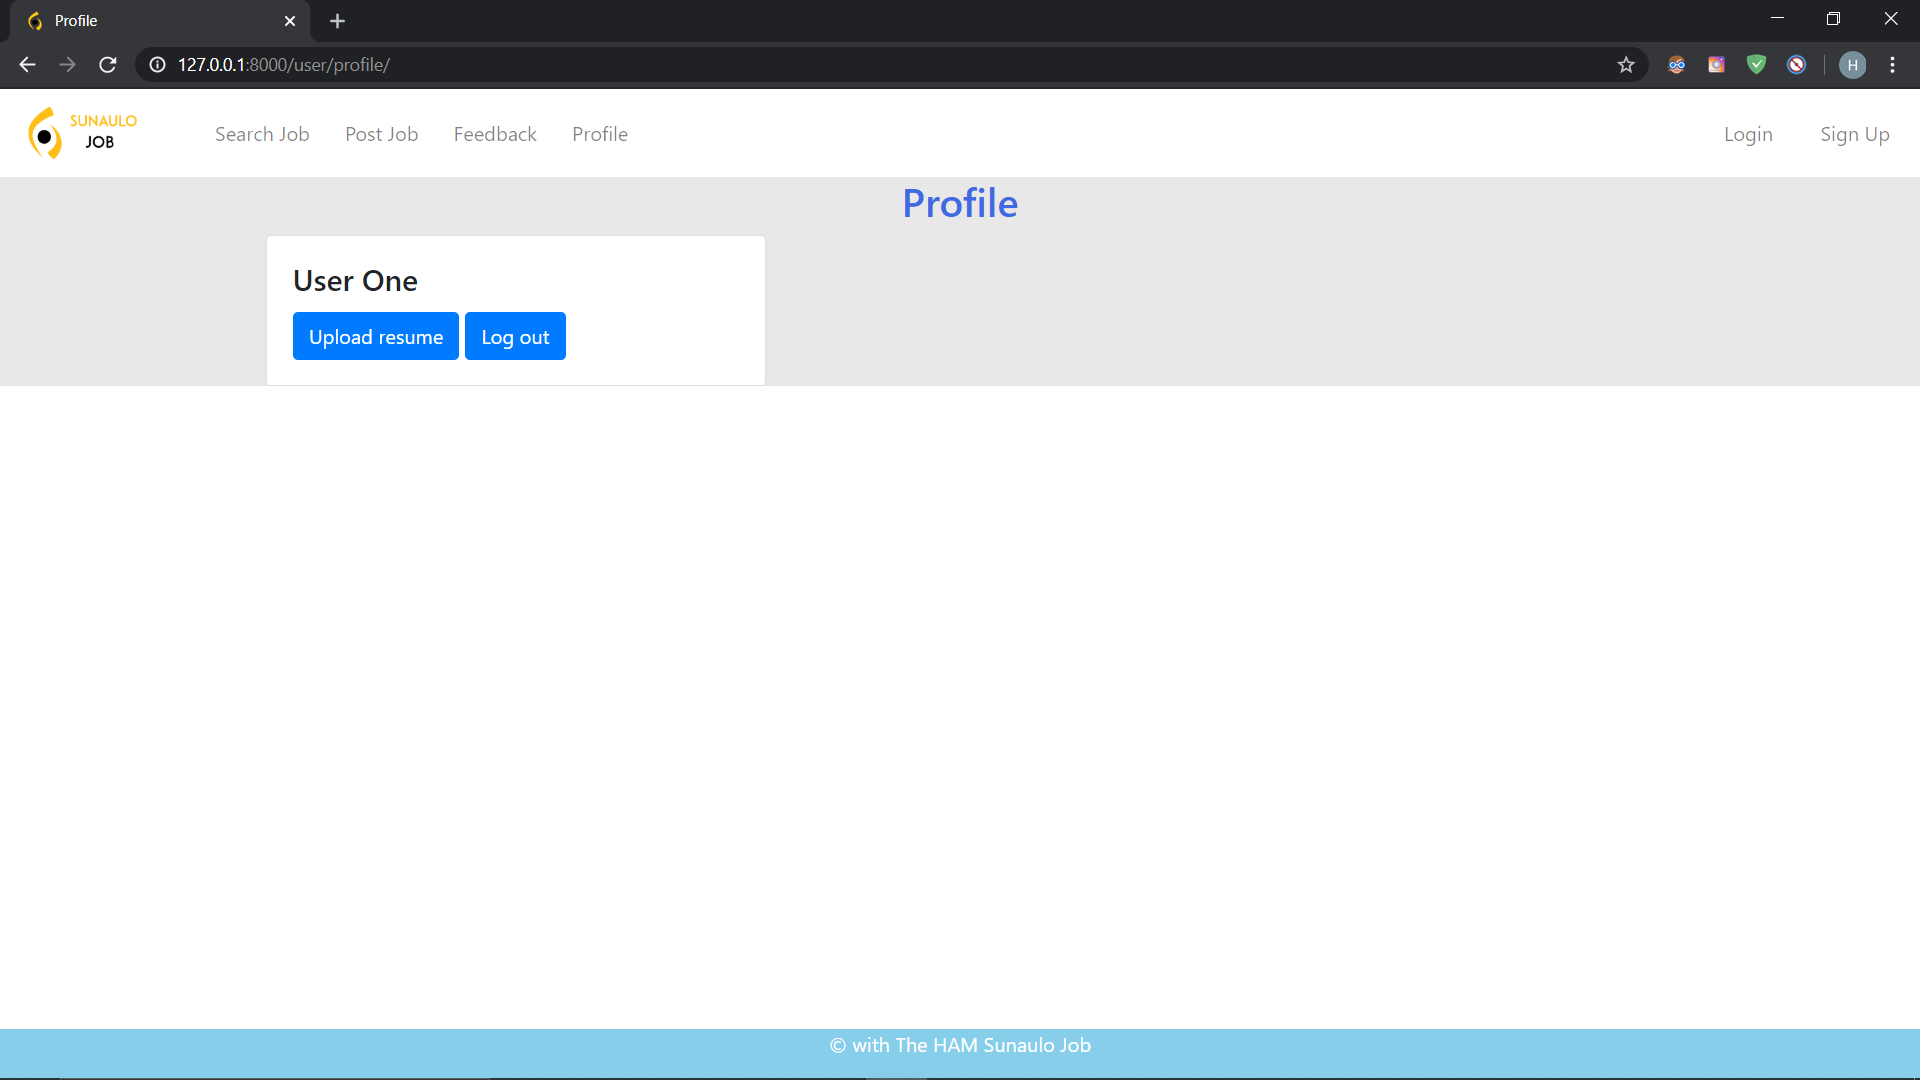 Profile
127.0.0.1:8000/user/profile/
H
SUNAULO
JOB
Search Job
Post Job
Feedback
Profile
Login
Sign Up
Profile
User One
Upload resume
Log out
© with The HAM Sunaulo Job